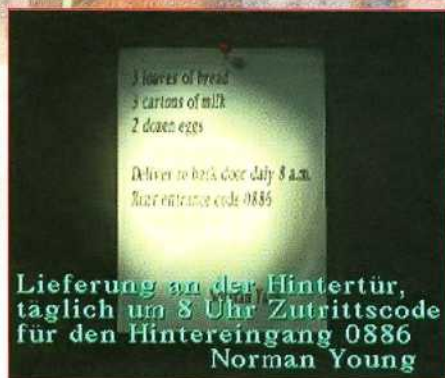 3 loaves of bread
3 cartons of milk
2 dozen eggs
Deliver to back door daily 8 a.m.
Rear entrance code 0886
Lieferung an der Hintertür,
täglich um 8 Uhr Zutrittscode
für den Hintereingang 0886
Norman Young